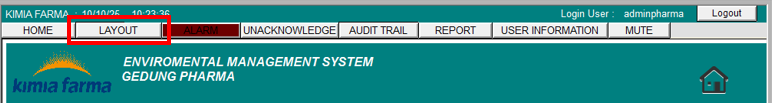 KIMIA FARMA : 10/10/25 10:23:36 Login User : adminpharma Logout
HOME LAYOUT ALARM UNACKNOWLEDGE AUDIT TRAIL REPORT USER INFORMATION MUTE
ENVIROMENTAL MANAGEMENT SYSTEM
GEDUNG PHARMA
kimia farma